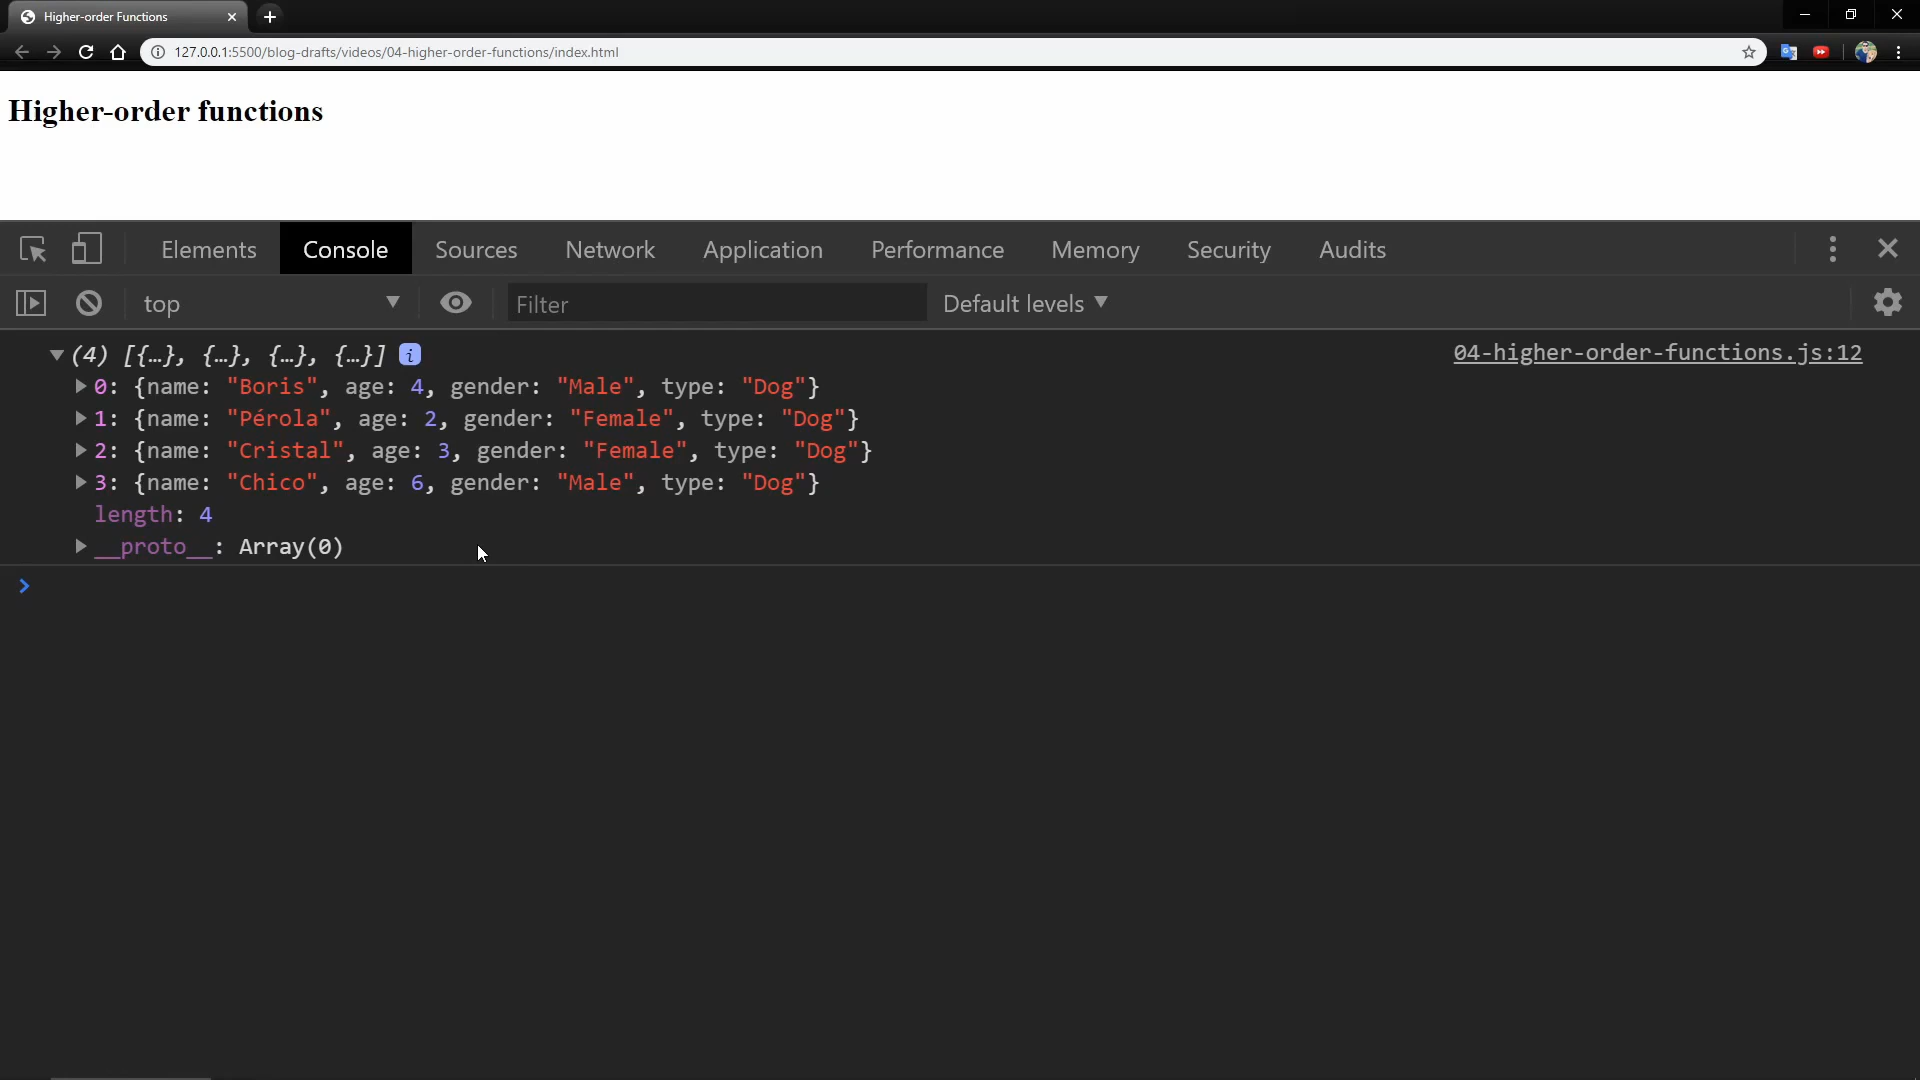 Higher-order Functions
127.0.0.1:5500/blog-drafts/videos/04-higher-order-functions/index.html
Higher-order functions
Elements Console Sources Network Application Performance Memory Security Audits
top Filter Default levels
(4) [{…}, {…}, {…}, {…}] i 04-higher-order-functions.js:12
0: {name: "Boris", age: 4, gender: "Male", type: "Dog"}
1: {name: "Pérola", age: 2, gender: "Female", type: "Dog"}
2: {name: "Cristal", age: 3, gender: "Female", type: "Dog"}
3: {name: "Chico", age: 6, gender: "Male", type: "Dog"}
length: 4
__proto__: Array(0)